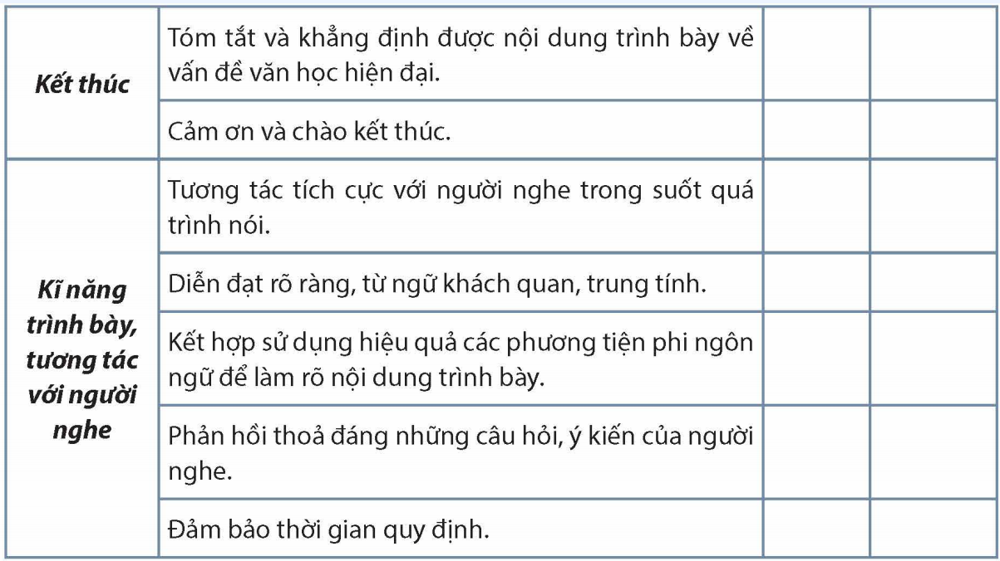 Kết thúc
Tóm tắt và khẳng định được nội dung trình bày về
vấn đề văn học hiện đại.
Cảm ơn và chào kết thúc.
Kĩ năng
trình bày,
tương tác
với người
nghe
Tương tác tích cực với người nghe trong suốt quá
trình nói.
Diễn đạt rõ ràng, từ ngữ khách quan, trung tính.
Kết hợp sử dụng hiệu quả các phương tiện phi ngôn
ngữ để làm rõ nội dung trình bày.
Phản hồi thoả đáng những câu hỏi, ý kiến của người
nghe.
Đảm bảo thời gian quy định.